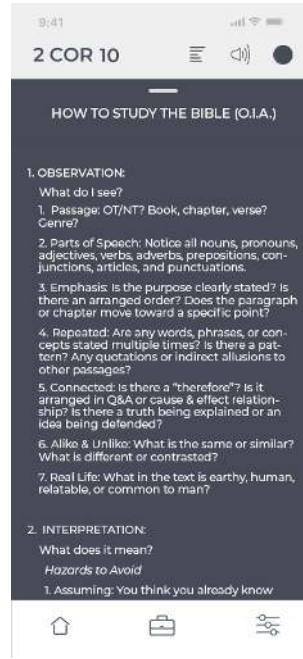 9:41
2 COR 10
HOW TO STUDY THE BIBLE (O.I.A.)
1. OBSERVATION:
What do I see?
1. Passage: OT/NT? Book, chapter, verse?
Genre?
2. Parts of Speech: Notice all nouns, pronouns,
adjectives, verbs, adverbs, prepositions, con-
junctions, articles, and punctuations.
3. Emphasis: Is the purpose clearly stated? Is
there an arranged order? Does the paragraph
or chapter move toward a specific point?
4. Repeated: Are any words, phrases, or con-
cepts stated multiple times? Is there a pat-
tern? Any quotations or indirect allusions to
other passages?
5. Connected: Is there a "therefore"? Is it
arranged in Q&A or cause & effect relation-
ship? Is there a truth being explained or an
idea being defended?
6. Alike & Unlike: What is the same or similar?
What is different or contrasted?
7. Real Life: What in the text is earthy, human,
relatable, or common to man?
2. INTERPRETATION:
What does it mean?
Hazards to Avoid
1. Assuming: You think you already know